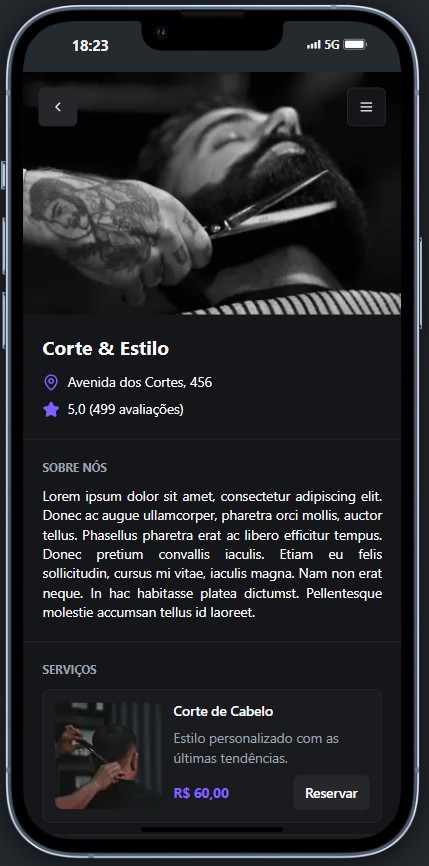 18:23
5G
Corte & Estilo
Avenida dos Cortes, 456
5,0 (499 avaliações)
SOBRE NÓS
Lorem ipsum dolor sit amet, consectetur adipiscing elit.
Donec ac augue ullamcorper, pharetra orci mollis, auctor
tellus. Phasellus pharetra erat ac libero efficitur tempus.
Donec pretium convallis iaculis. Etiam eu felis
sollicitudin, cursus mi vitae, iaculis magna. Nam non erat
neque. In hac habitasse platea dictumst. Pellentesque
molestie accumsan tellus id laoreet.
SERVIÇOS
Corte de Cabelo
Estilo personalizado com as
últimas tendências.
R$ 60,00
Reservar